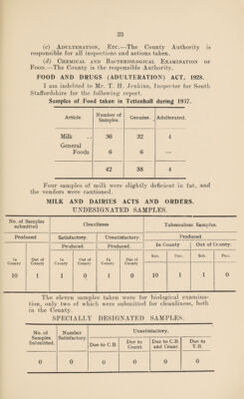 23
(c) Adulteration, Etc.—The County Authority is
responsible for all inspections and actions taken.
(d) Chemical and Bacteriological Examination of
Food.—The County is the responsible Authority.
FOOD AND DRUGS (ADULTERATION) ACT, 1928.
I am indebted to Mr. T. H. Jenkins, Inspector for South
Staffordshire for the following report.
Samples of Food taken in Tettenhall during 1937.
Article Number of Samples. Genuine. Adulterated.
Milk .. 36 32 4
General
Foods 6 6 —
42 38 4
Four samples of milk were slightly deficient in fat, and
the vendors were cautioned.
MILK AND DAIRIES ACTS AND ORDERS.
UNDESIGNATED SAMPLES.
No. of Samples submitted Cleanliness Tuberculous Samples.
Produced Satisfactory Unsatisfactory Produced
Produced. Produced. In County Out of County.
In County Out of County In County Out of County In County Out of County Neg. Pos. Neg. Pos.
10 1 1 0 1 0 10 1 1 0
The eleven samples taken were for biological examina-
tion, only two of which were submitted for cleanliness, both
in the County.
SPECIALLY DESIGNATED SAMPLES.
No. of Samples Submitted. Number Satisfactory. Unsatisfactory.
Due to C.B. Due to Count. Due to C.B and Count. Due to T.B.
0 0 0 0 0 0